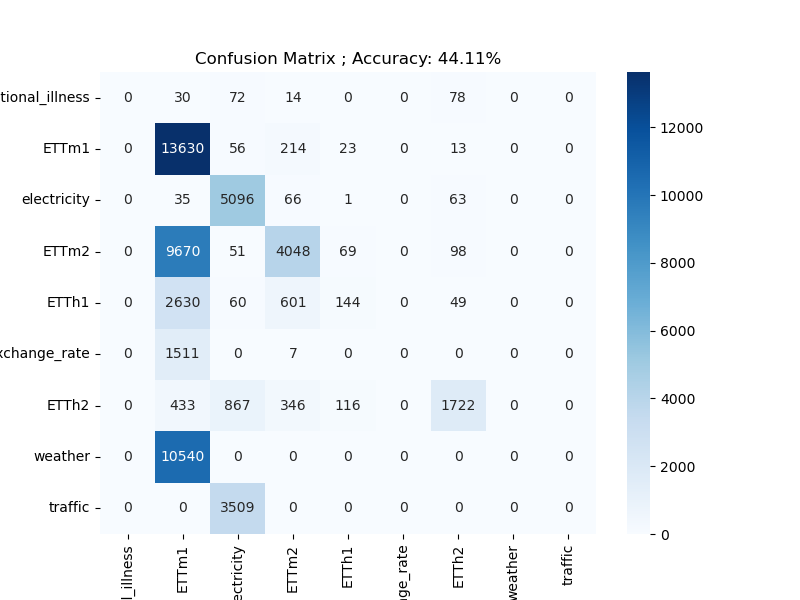 Confusion Matrix ; Accuracy: 44.11%
tional_illness 0 30 72 14 0 0 78 0 0
ETTm1 0 13630 56 214 23 0 13 0 0
electricity 0 35 5096 66 1 0 63 0 0
ETTm2 0 9670 51 4048 69 0 98 0 0
ETTh1 0 2630 60 601 144 0 49 0 0
xchange_rate 0 1511 0 7 0 0 0 0 0
ETTh2 0 433 867 346 116 0 1722 0 0
weather 0 10540 0 0 0 0 0 0 0
traffic 0 0 3509 0 0 0 0 0 0
l_illness ETTm1 ectricity ETTm2 ETTh1 ge_rate ETTh2 weather traffic
12000
10000
8000
6000
4000
2000
0